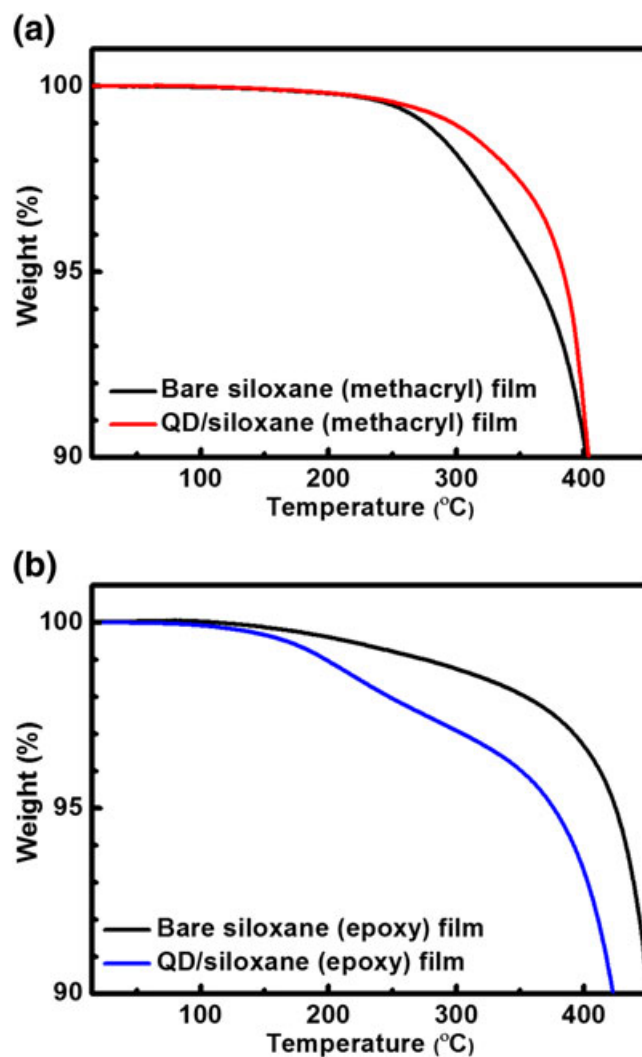 (a)
100
95
90
Weight (%)
Bare siloxane (methacryl) film
QD/siloxane (methacryl) film
100 200 300 400
Temperature (°C)
(b)
100
95
90
Weight (%)
Bare siloxane (epoxy) film
QD/siloxane (epoxy) film
100 200 300 400
Temperature (°C)